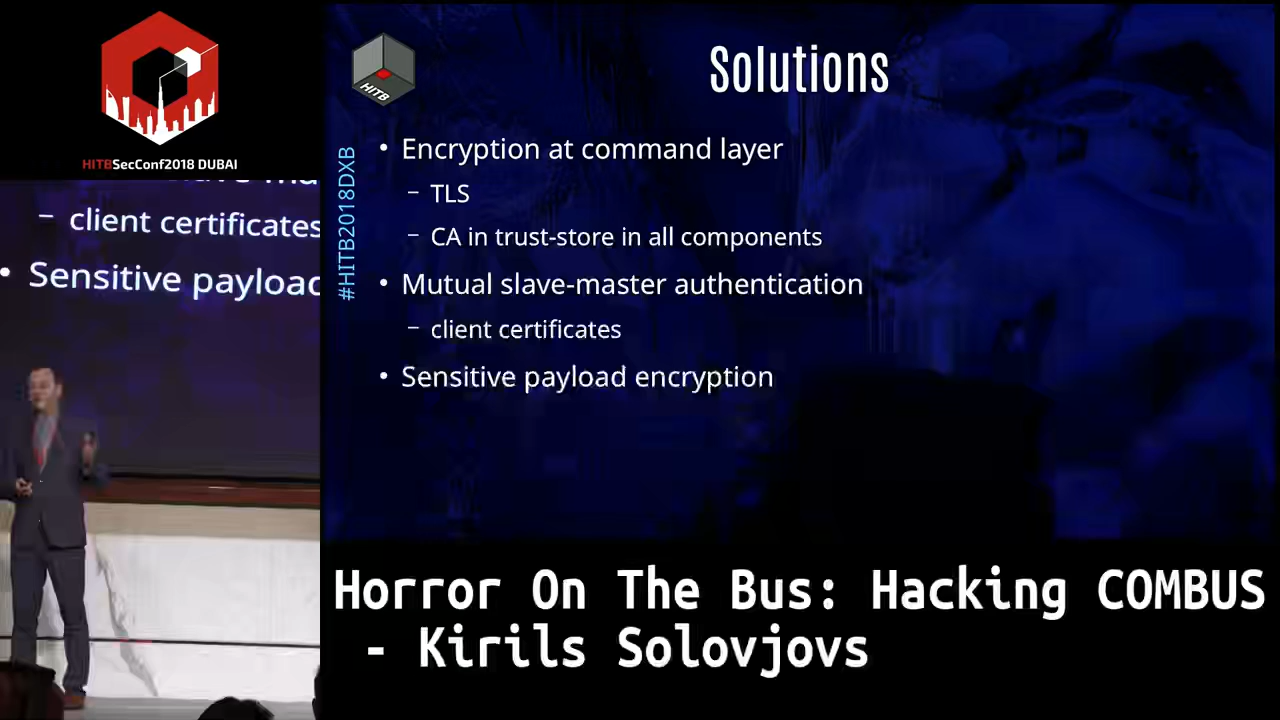 HITBSecConf2018 DUBAI
– client certificates
• Sensitive payload
HITB
#HITB2018DXB
Solutions
• Encryption at command layer
– TLS
– CA in trust-store in all components
• Mutual slave-master authentication
– client certificates
• Sensitive payload encryption
Horror On The Bus: Hacking COMBUS
- Kirils Solovjovs